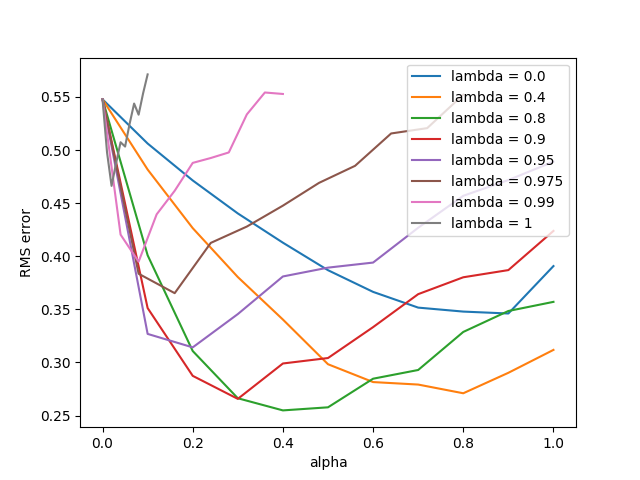 0.55
0.50
0.45
0.40
0.35
0.30
0.25
RMS error
0.0 0.2 0.4 0.6 0.8 1.0
alpha
lambda = 0.0
lambda = 0.4
lambda = 0.8
lambda = 0.9
lambda = 0.95
lambda = 0.975
lambda = 0.99
lambda = 1